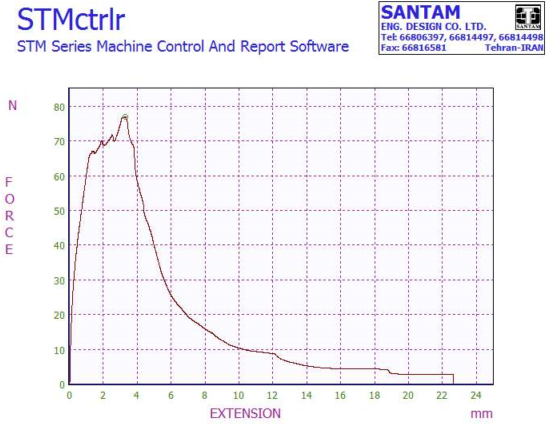 STMctrlr
STM Series Machine Control And Report Software
SANTAM
ENG. DESIGN CO. LTD.
SANTAM
Tel: 66806397, 66814497, 66814498
Fax: 66816581 Tehran-IRAN
N
FORCE
80
70
60
50
40
30
20
10
0
0 2 4 6 8 10 12 14 16 18 20 22 24
EXTENSION mm